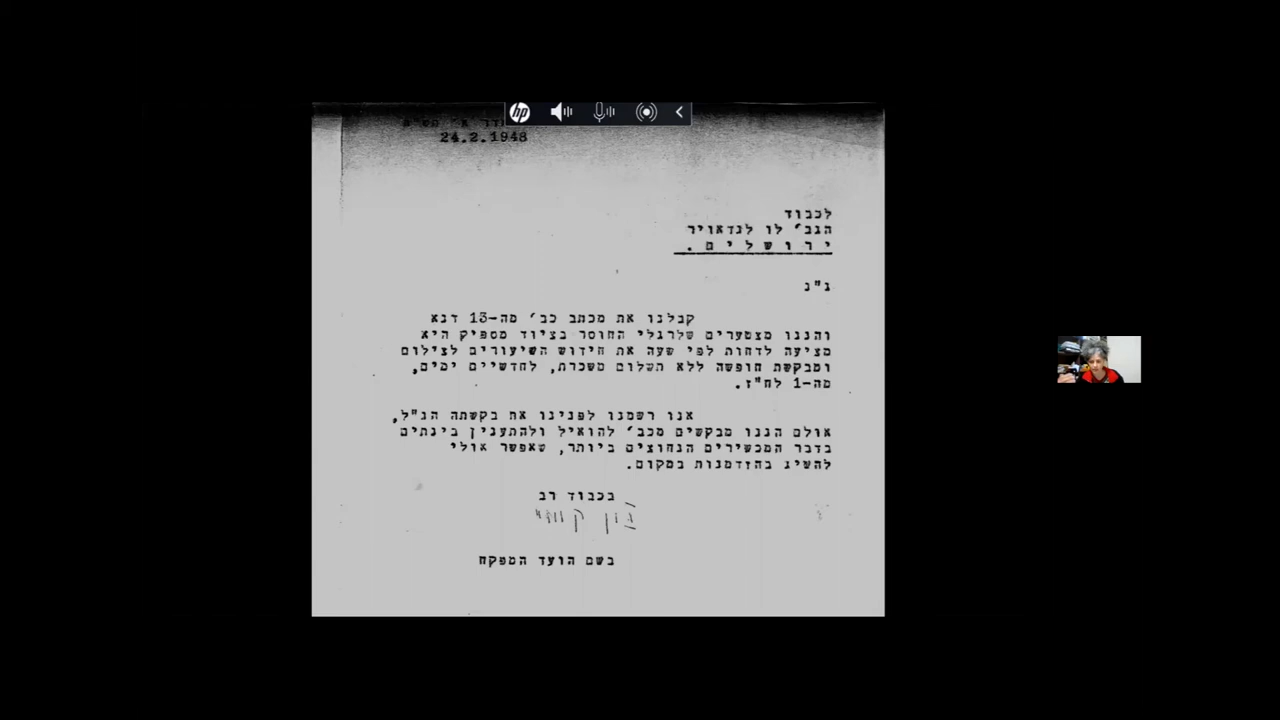 24.2.1948
לכבוד
הגב' לו לנדאויר
ירושלים.
ג"נ
קבלנו את מכתב כב' מה-13 דנא
והננו מצטערים שלרגלי החוסר בציוד מספיק היא
מציעה לדחות לפי שעה את חידוש השיעורים לצילום
ומבקשת חופשה ללא תשלום משכרת, לחדשיים ימים,
מה-1 לח"ז.
אנו רשמנו לפנינו את בקשתה הנ"ל,
אולם הננו מבקשים מכב' להואיל ולהתענין בינתים
בדבר המכשירים הנחוצים ביותר, שאפשר אולי
להשיג בהזדמנות במקום.
בכבוד רב
בשם הועד המפקח
hp